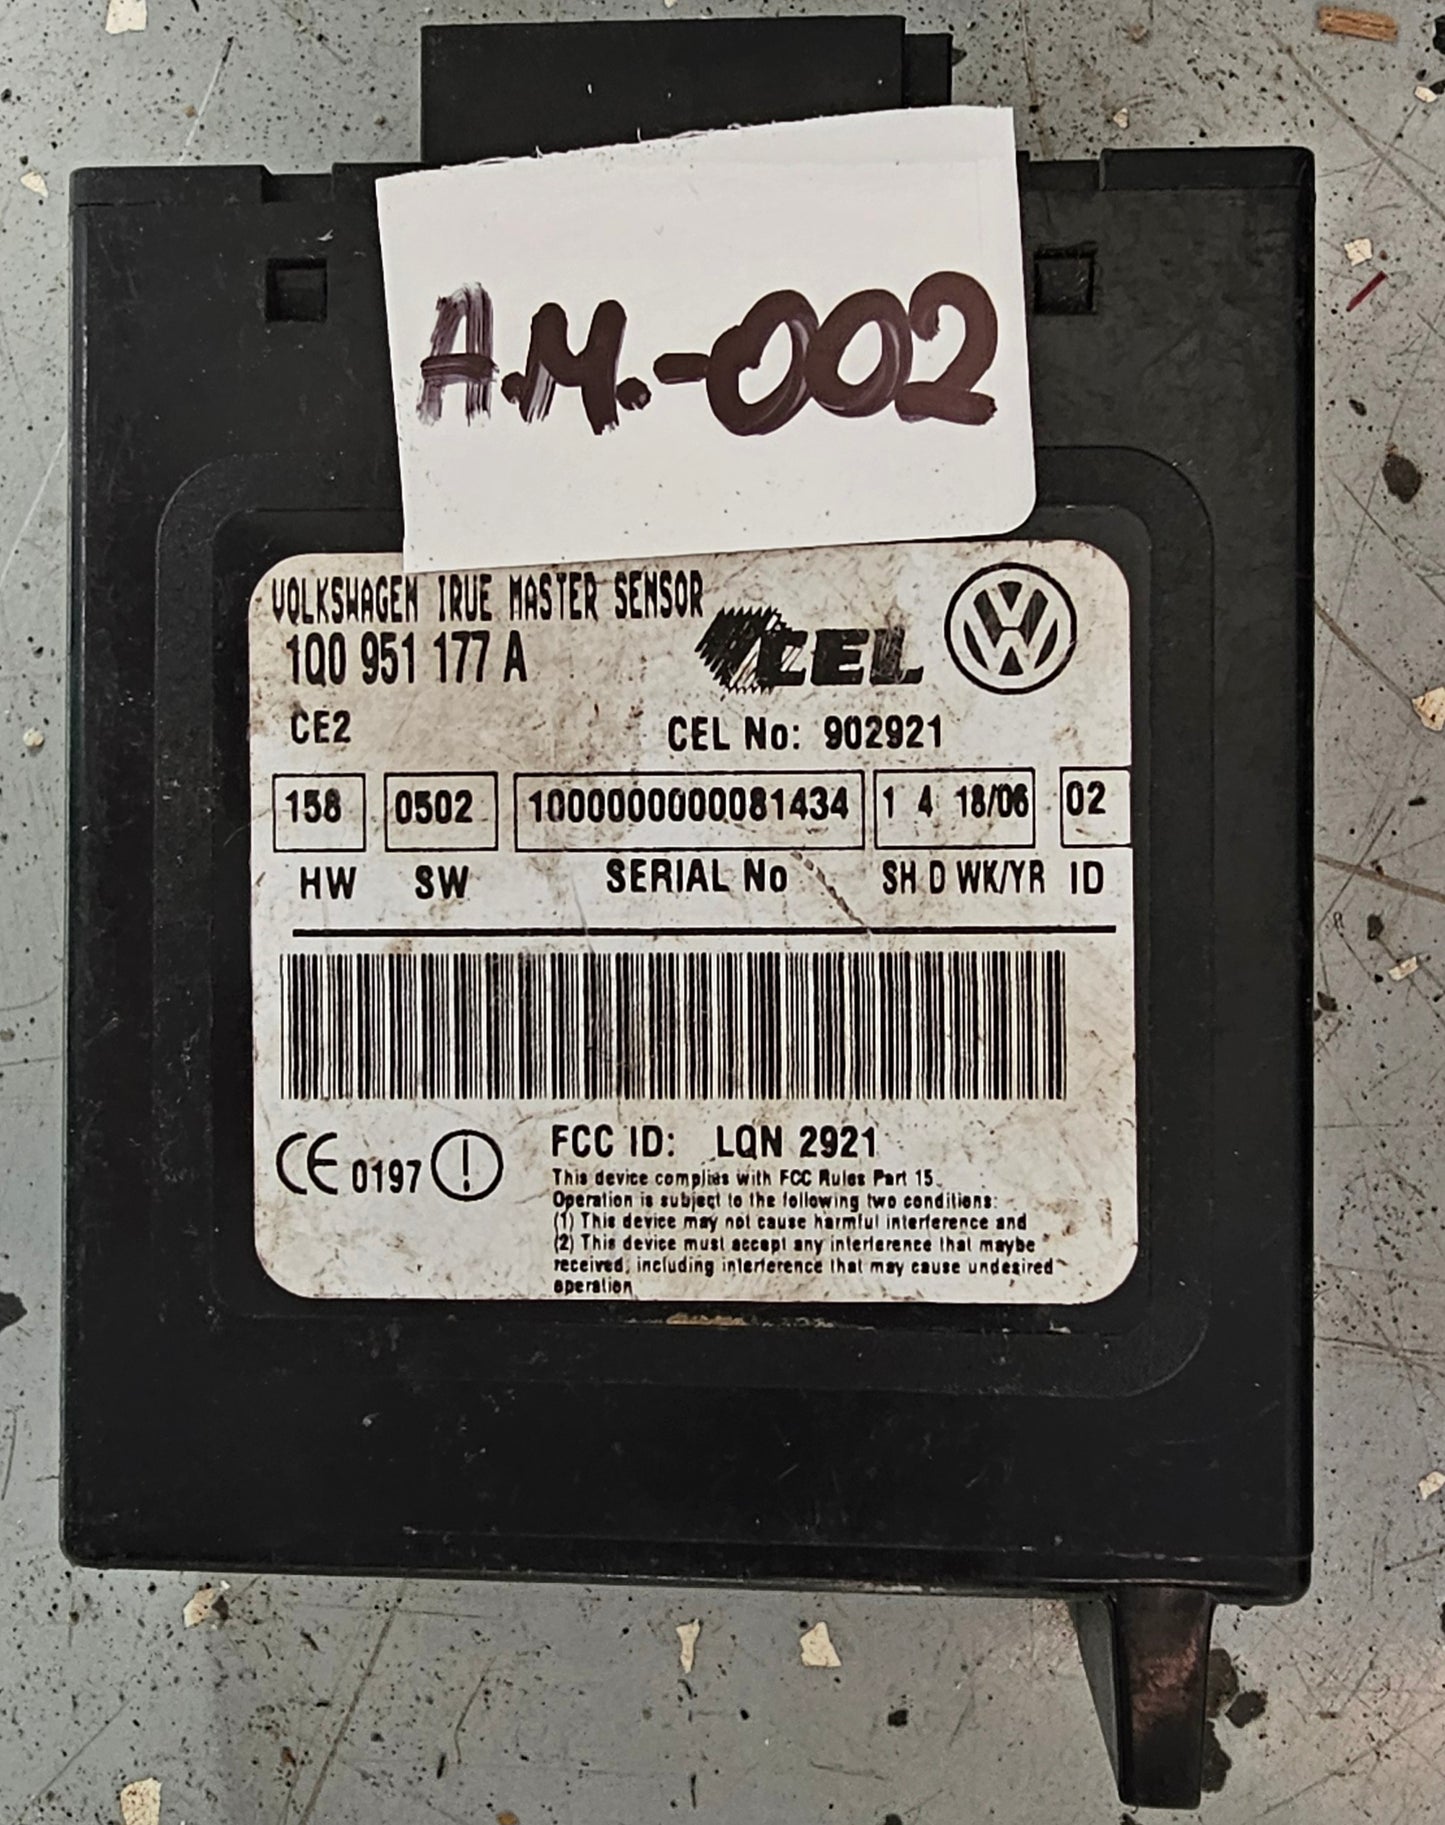 A.M.-002
VOLKSWAGEN IRUE MASTER SENSOR
1Q0 951 177 A
CEL
CE2
CEL No: 902921
158 0502 1000000000081434 1 4 18/06 02
HW SW SERIAL No SH D WK/YR ID
CE 0197
FCC ID: LQN 2921
This device complies with FCC Rules Part 15.
Operation is subject to the following two conditions:
(1) This device may not cause harmful interference and
(2) This device must accept any interference that maybe
received, including interference that may cause undesired
operation